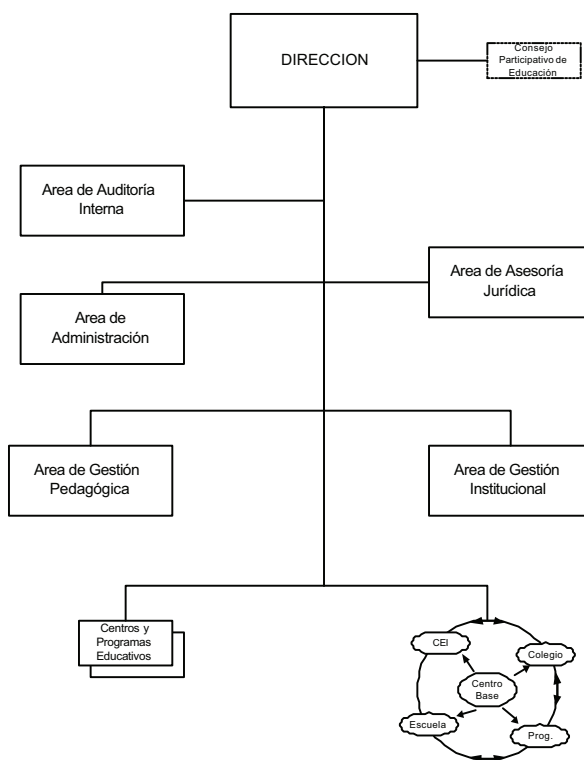 DIRECCION
Consejo
Participativo de
Educación
Area de Auditoría
Interna
Area de Asesoría
Jurídica
Area de
Administración
Area de Gestión
Pedagógica
Area de Gestión
Institucional
Centros y
Programas
Educativos
CEI
Colegio
Centro
Base
Escuela
Prog.